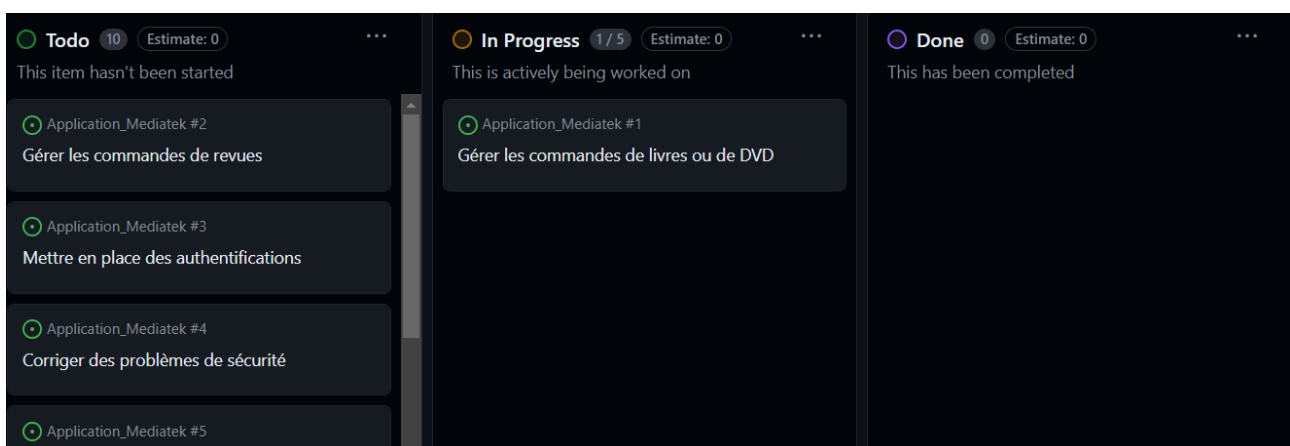 Todo 10 Estimate: 0
This item hasn't been started
Application_Mediatek #2
Gérer les commandes de revues
Application_Mediatek #3
Mettre en place des authentifications
Application_Mediatek #4
Corriger des problèmes de sécurité
Application_Mediatek #5
In Progress 1 / 5 Estimate: 0
This is actively being worked on
Application_Mediatek #1
Gérer les commandes de livres ou de DVD
Done 0 Estimate: 0
This has been completed